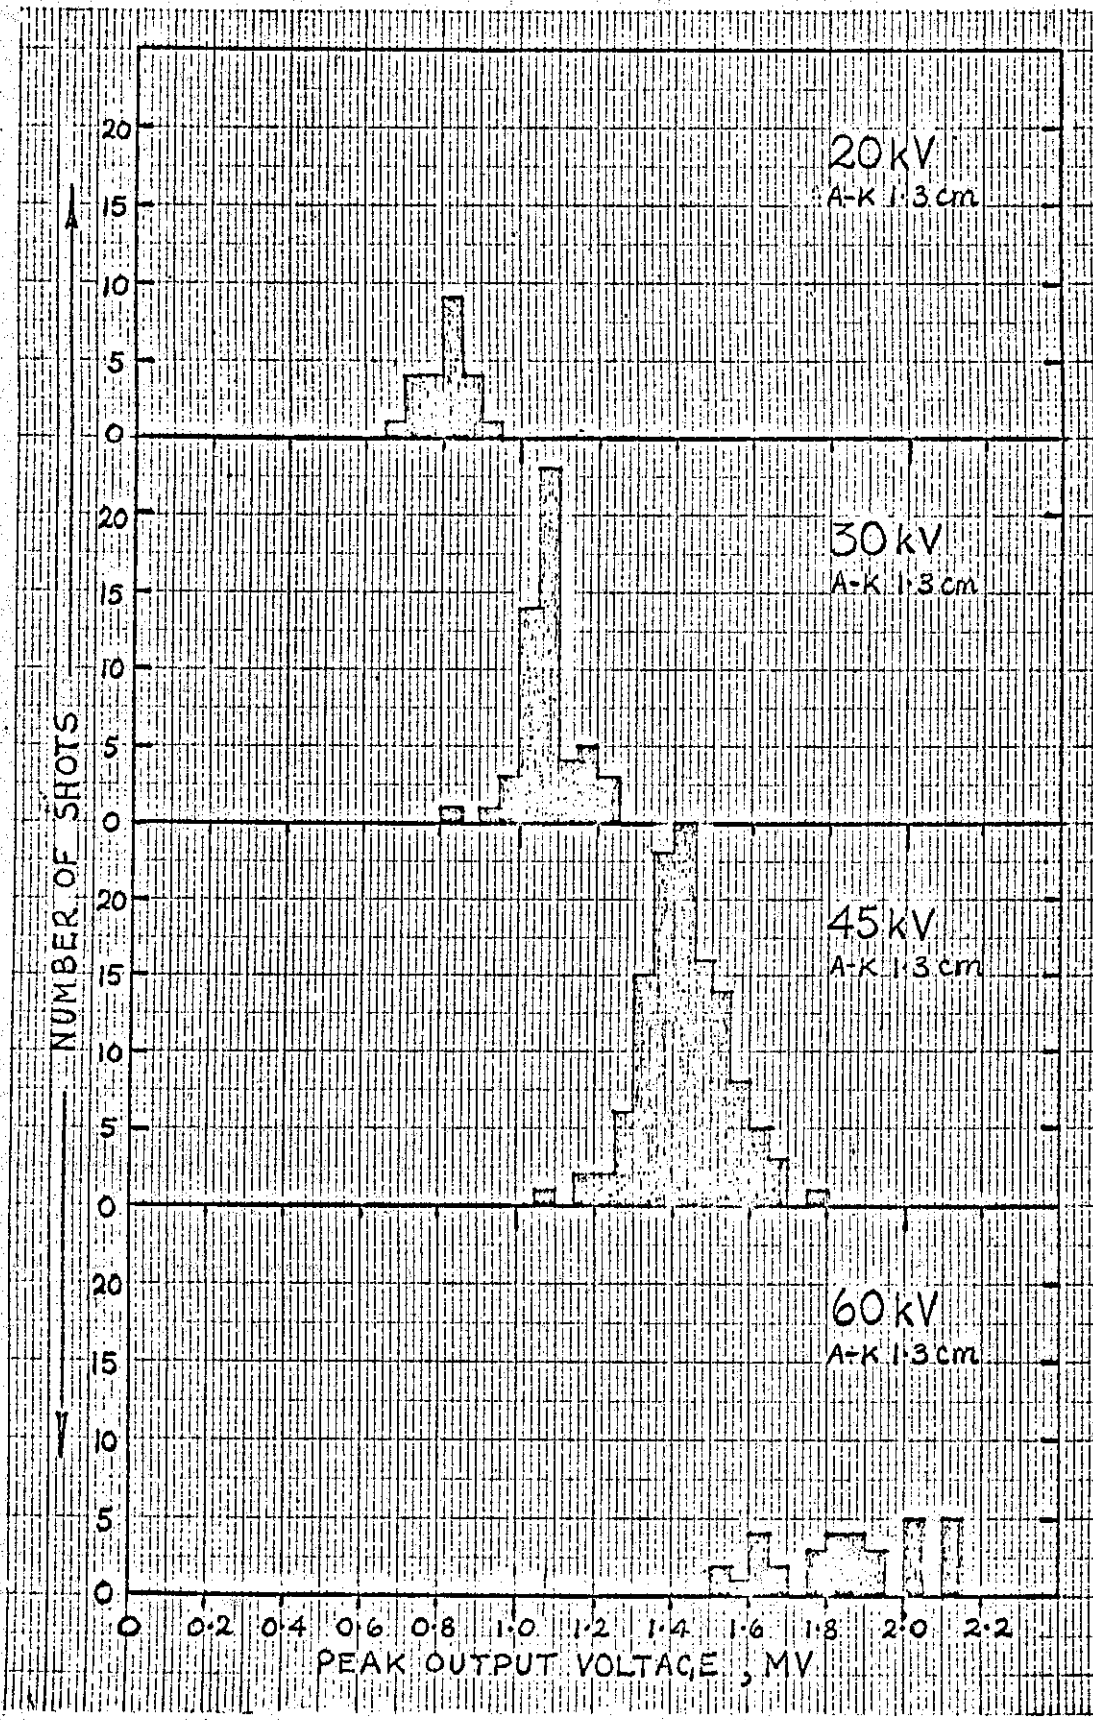 NUMBER OF SHOTS
20
15
10
5
0
20 kV
A-K 1·3 cm
20
15
10
5
0
30 kV
A-K 1·3 cm
20
15
10
5
0
45 kV
A-K 1·3 cm
20
15
10
5
0
60 kV
A-K 1·3 cm
0 0·2 0·4 0·6 0·8 1·0 1·2 1·4 1·6 1·8 2·0 2·2
PEAK OUTPUT VOLTAGE, MV